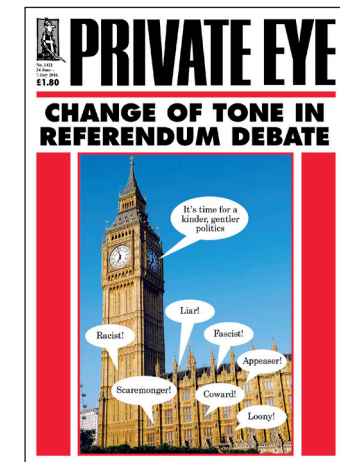 PRIVATE EYE
No. 1421
24 June –
7 July 2016
£1.80
CHANGE OF TONE IN
REFERENDUM DEBATE
It's time for a
kinder, gentler
politics
Liar!
Racist!
Fascist!
Appeaser!
Scaremonger!
Coward!
Loony!